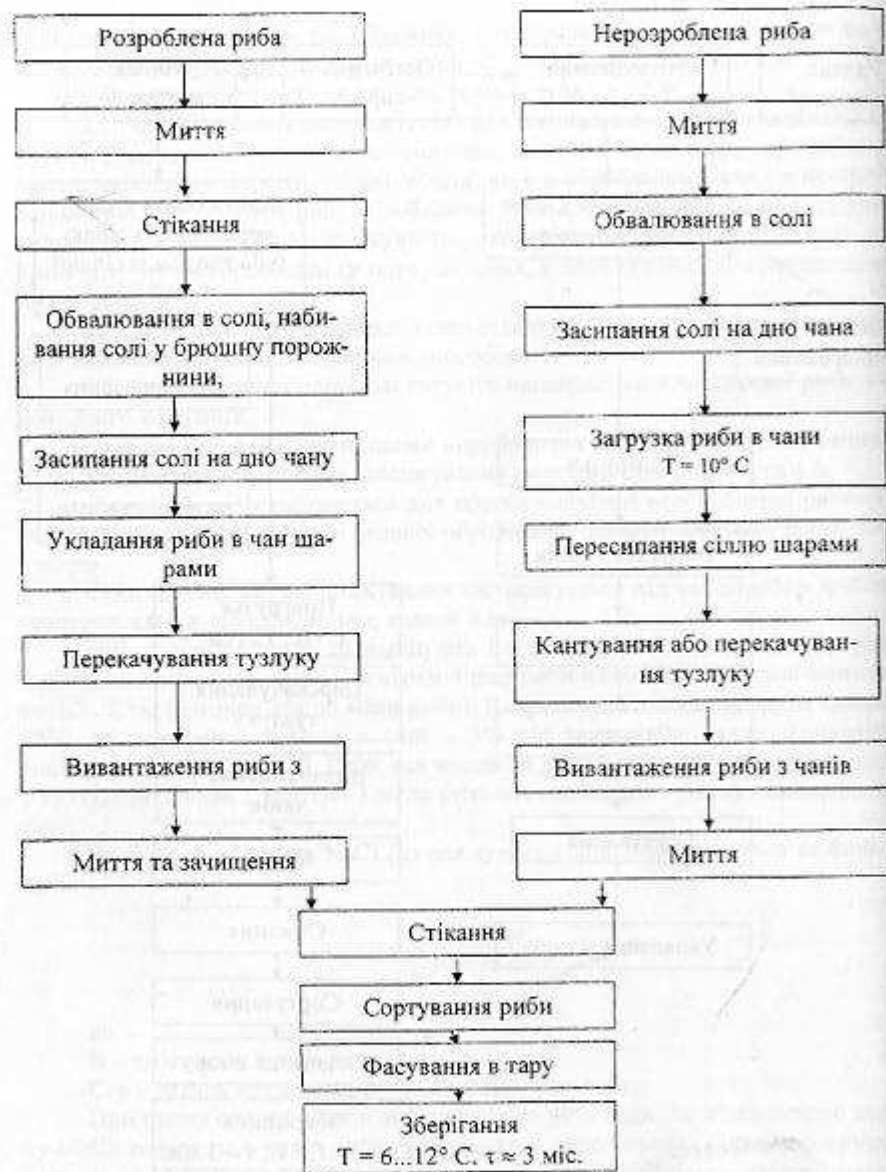 Розроблена риба
Миття
Стікання
Обвалювання в солі, наби-
вання солі у брюшну порож-
нини,
Засипання солі на дно чану
Укладання риби в чан ша-
рами
Перекачування тузлуку
Вивантаження риби з
Миття та зачищення
Нерозроблена риба
Миття
Обвалювання в солі
Засипання солі на дно чана
Загрузка риби в чани
Т = 10° С
Пересипання сіллю шарами
Кантування або перекачуван-
ня тузлуку
Вивантаження риби з чанів
Миття
Стікання
Сортування риби
Фасування в тару
Зберігання
Т = 6...12° С, τ ≈ 3 міс.